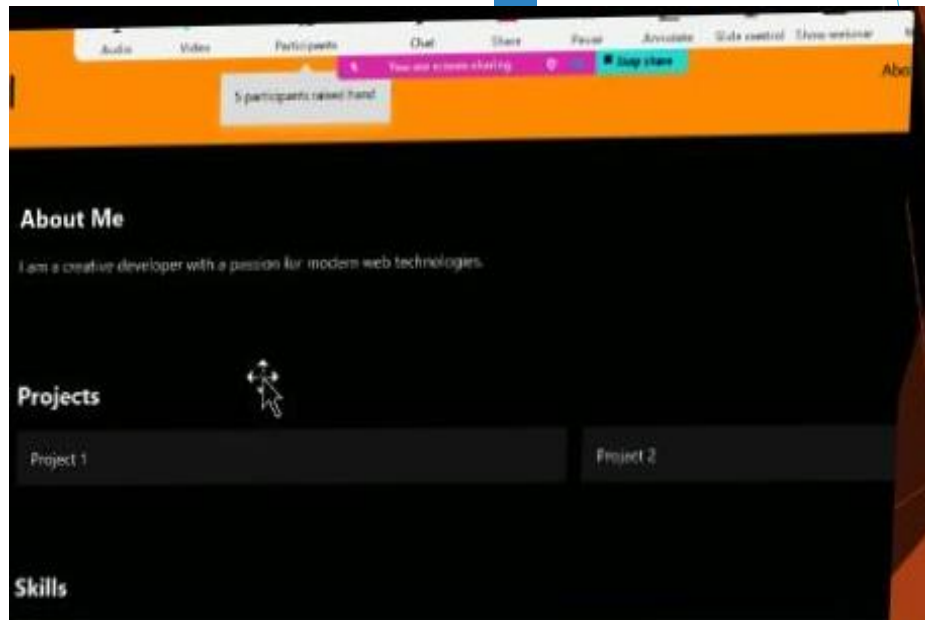 Audio Video Participants Chat Share Pause Annotate Slide control Show webinar
You are screen sharing Stop share
5 participants raised hand
About Me
I am a creative developer with a passion for modern web technologies.
Projects
Project 1 Project 2
Skills